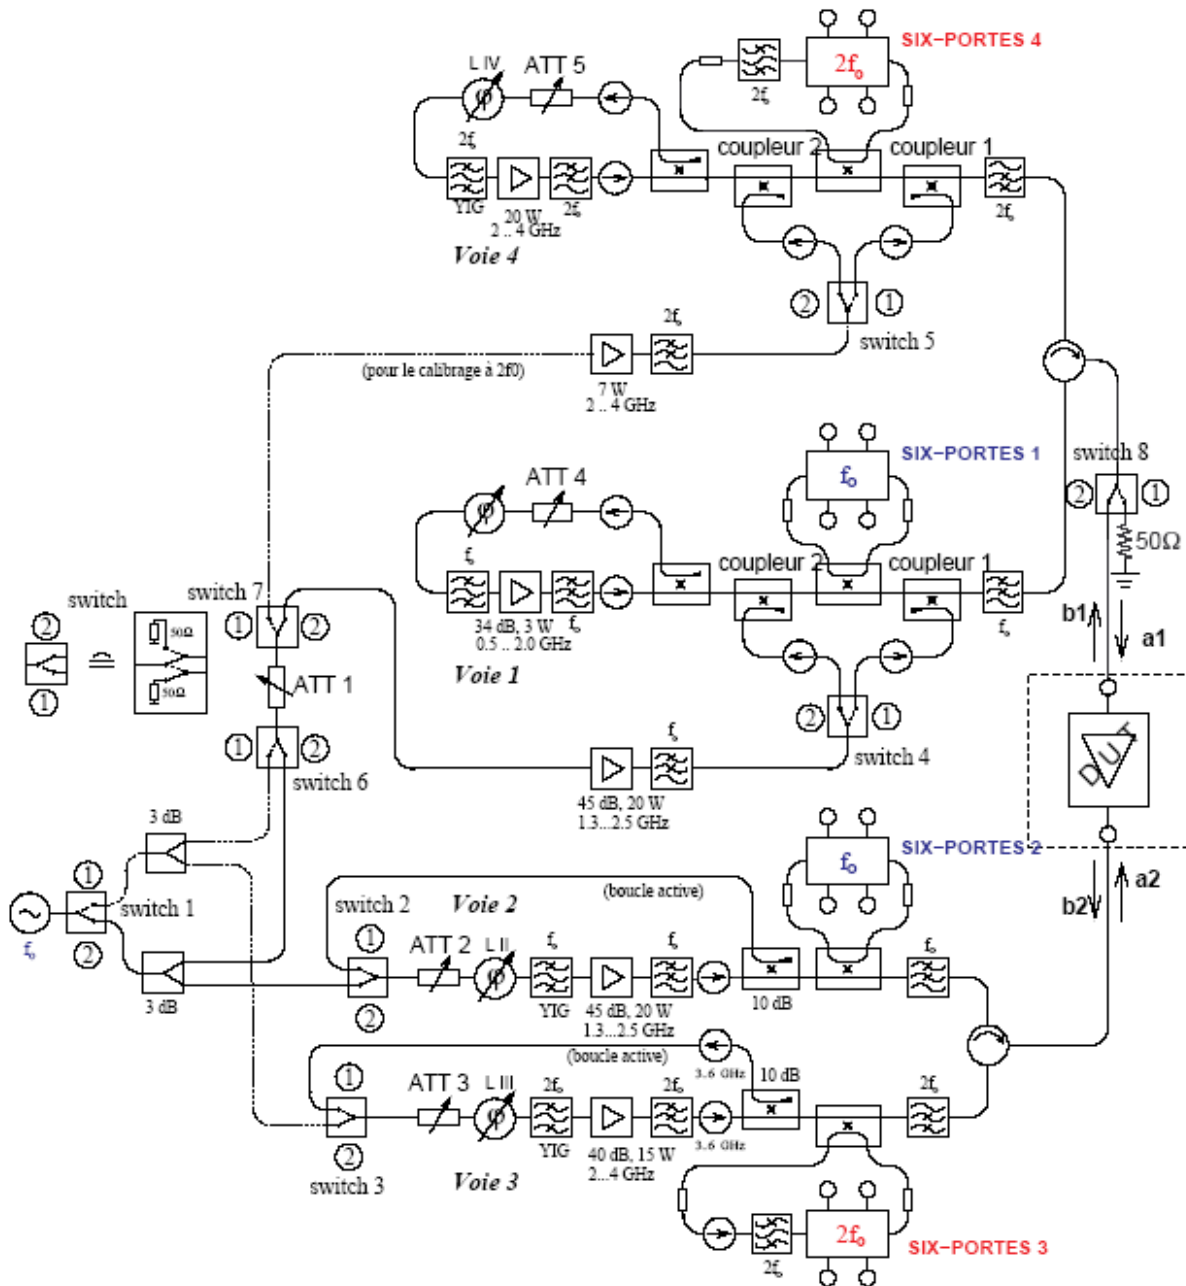 SIX-PORTES 4
L IV
ATT 5
φ
2f₀
2f₀
2f₀
coupleur 2
coupleur 1
YIG
20 W
2 .. 4 GHz
2f₀
2f₀
Voie 4
②
①
switch 5
2f₀
(pour le calibrage à 2f0)
7 W
2 .. 4 GHz
SIX-PORTES 1
switch 8
f₀
②
①
ATT 4
φ
50Ω
f₀
coupleur 2
coupleur 1
switch 7
switch
34 dB, 3 W
f₀
f₀
0.5 .. 2.0 GHz
b1
a1
①
②
②
50Ω
Voie 1
ATT 1
50Ω
①
②
①
①
②
f₀
switch 4
switch 6
DUT
45 dB, 20 W
1.3...2.5 GHz
3 dB
SIX-PORTES 2
f₀
①
(boucle active)
a2
switch 1
switch 2
Voie 2
b2
f₀
②
①
ATT 2
L II
f₀
f₀
f₀
φ
3 dB
②
YIG
45 dB, 20 W
1.3...2.5 GHz
10 dB
(boucle active)
①
ATT 3
L III
2f₀
2f₀
3.6 GHz
10 dB
2f₀
φ
②
YIG
40 dB, 15 W
2...4 GHz
3.6 GHz
switch 3
Voie 3
2f₀
SIX-PORTES 3
2f₀